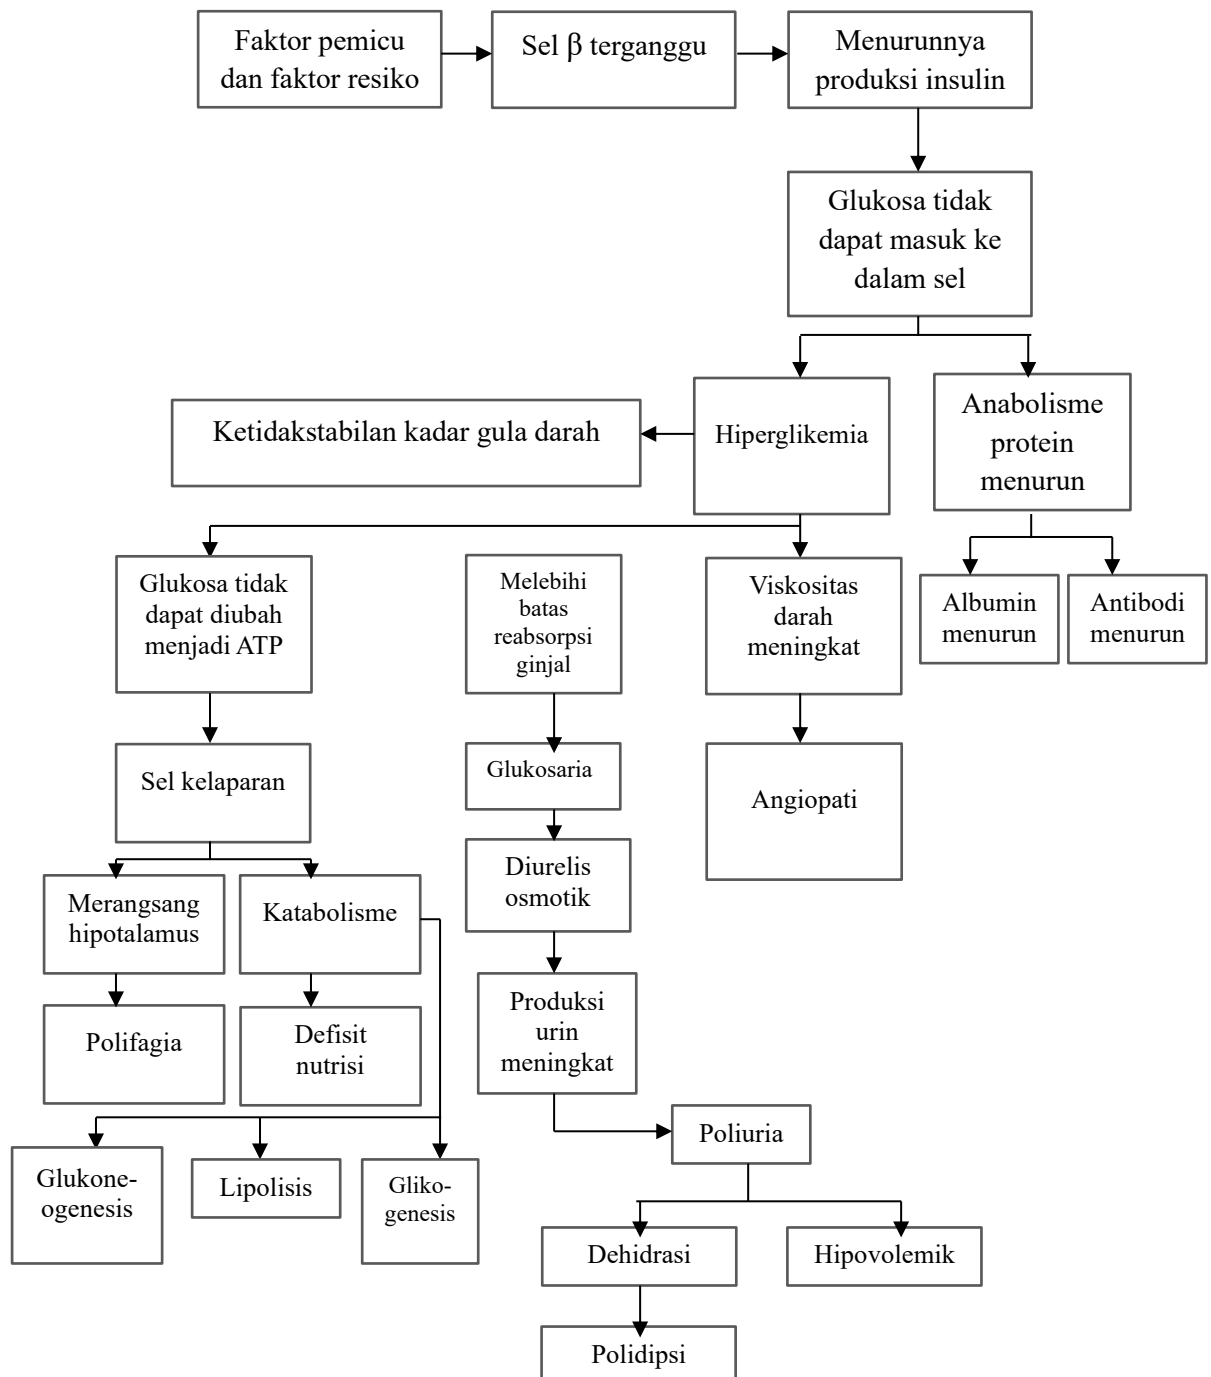 Faktor pemicu
dan faktor resiko
Sel β terganggu
Menurunnya
produksi insulin
Glukosa tidak
dapat masuk ke
dalam sel
Ketidakstabilan kadar gula darah
Hiperglikemia
Anabolisme
protein
menurun
Glukosa tidak
dapat diubah
menjadi ATP
Melebihi
batas
reabsorpsi
ginjal
Viskositas
darah
meningkat
Albumin
menurun
Antibodi
menurun
Sel kelaparan
Glukosaria
Angiopati
Merangsang
hipotalamus
Katabolisme
Diurelis
osmotik
Polifagia
Defisit
nutrisi
Produksi
urin
meningkat
Glukone-
ogenesis
Lipolisis
Gliko-
genesis
Poliuria
Dehidrasi
Hipovolemik
Polidipsi